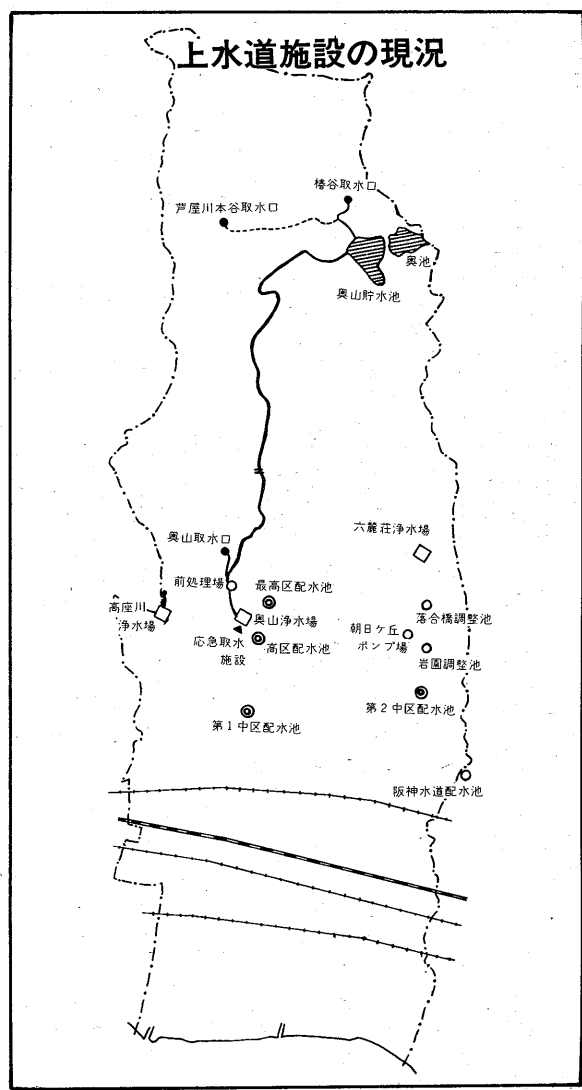 上水道施設の現況
椿谷取水口
芦屋川本谷取水口
奥池
奥山貯水池
六麓荘浄水場
奥山取水口
前処理場
最高区配水池
高座川
浄水場
奥山浄水場
落合橋調整池
応急取水
施設
高区配水池
朝日ケ丘
ポンプ場
岩園調整池
第1中区配水池
第2中区配水池
阪神水道配水池